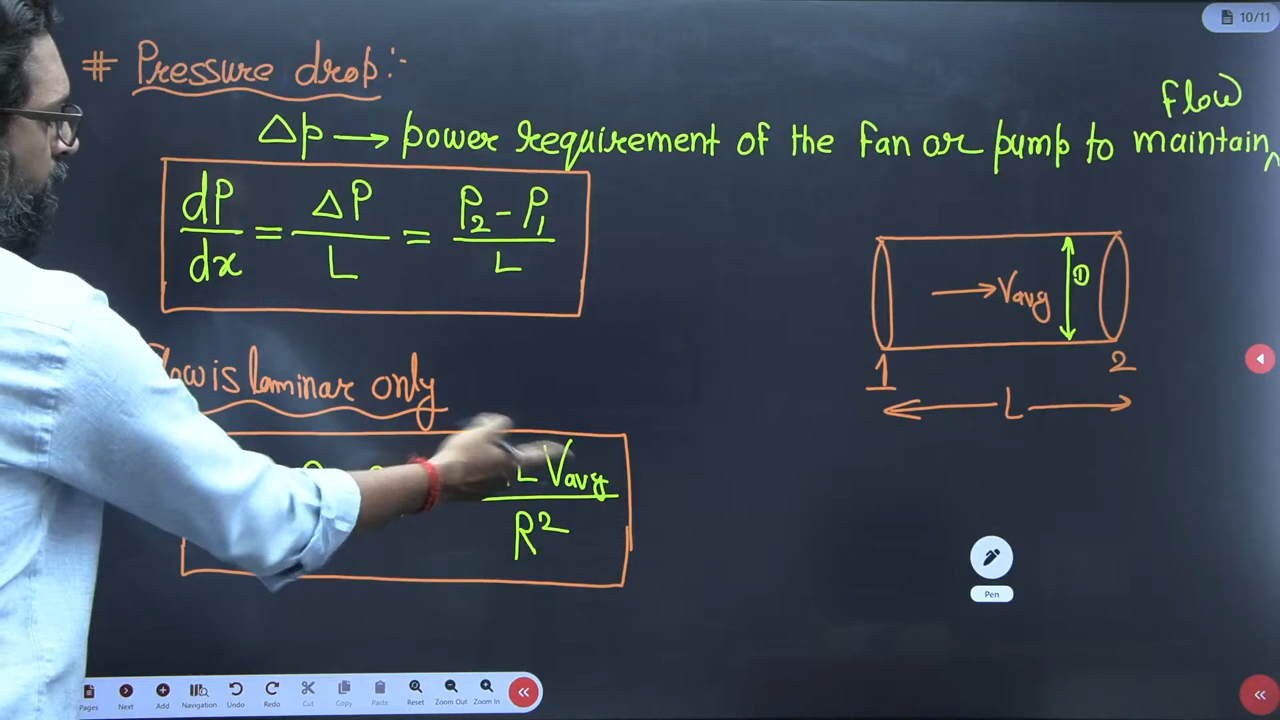 10/11
# Pressure drop:-
flow
Δp → power requirement of the fan or pump to maintain ^
dP/dx = ΔP/L = P₂ - P₁/L
→ Vavg D
1 2
L
flow is laminar only
L Vavg/R²
Pen
Pages Next Add Navigation Undo Redo Cut Copy Paste Reset Zoom Out Zoom In